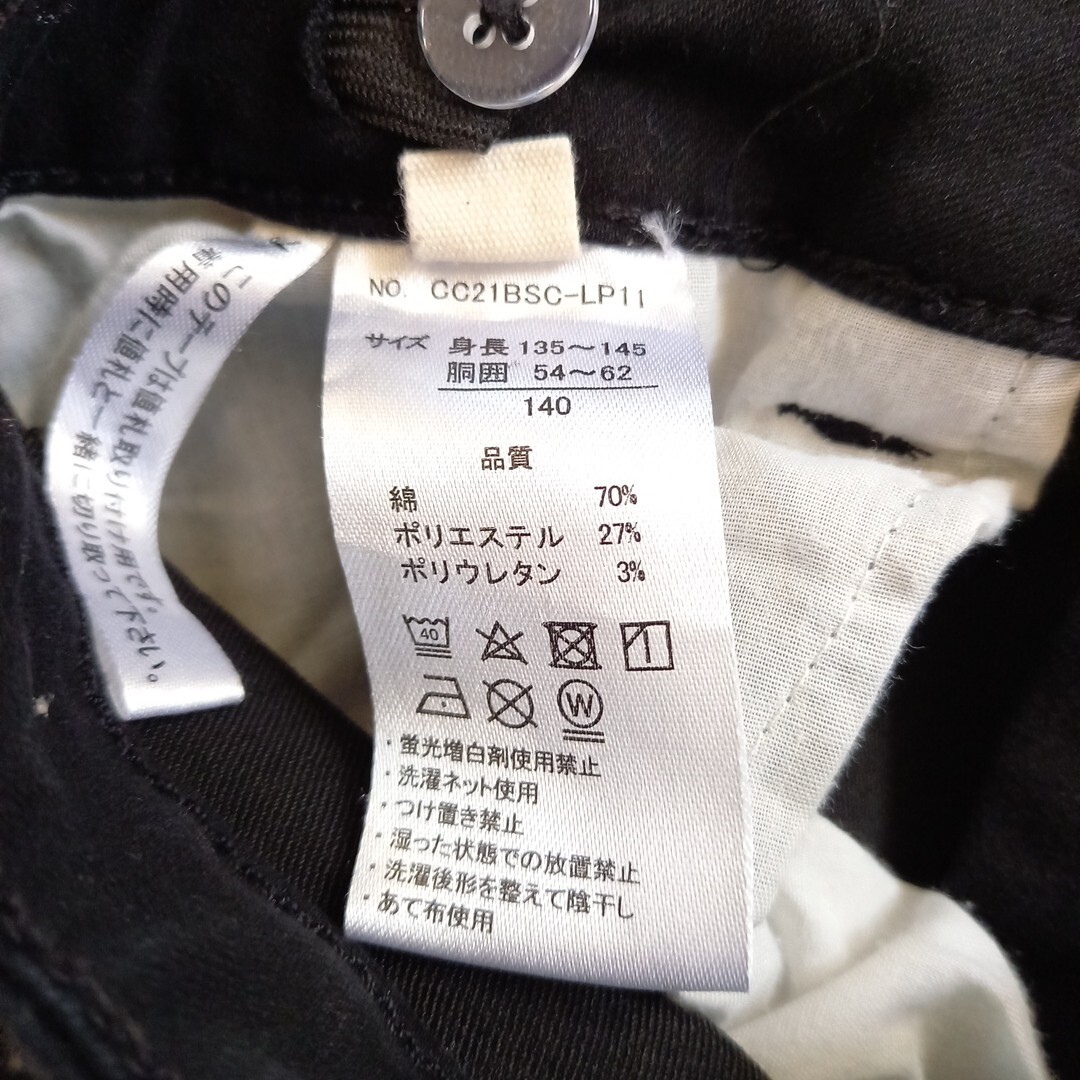 NO. CC21BSC-LP11
サイズ 身長 135～145
胴囲 54～62
140
品質
綿 70%
ポリエステル 27%
ポリウレタン 3%
40
W
・蛍光増白剤使用禁止
・洗濯ネット使用
・つけ置き禁止
・湿った状態での放置禁止
・洗濯後形を整えて陰干し
・あて布使用
このテープは値札取り付け用です。
着用時に値札と一緒に切り取って下さい。